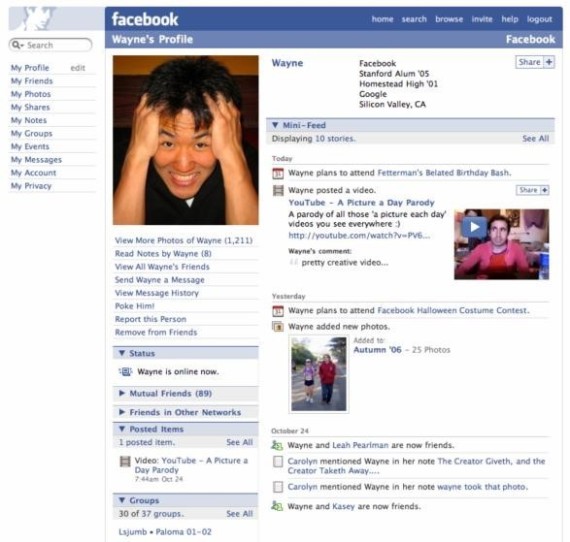 facebook
home search browse invite help logout
Search
Wayne's Profile
Facebook
My Profile edit
My Friends
My Photos
My Shares
My Notes
My Groups
My Events
My Messages
My Account
My Privacy
View More Photos of Wayne (1,211)
Read Notes by Wayne (8)
View All Wayne's Friends
Send Wayne a Message
View Message History
Poke Him!
Report this Person
Remove from Friends
Status
Wayne is online now.
Mutual Friends (89)
Friends in Other Networks
Posted Items
1 posted item. See All
Video: YouTube - A Picture a
Day Parody
7:44am Oct 24
Groups
30 of 37 groups. See All
Lsjumb • Paloma 01-02
Wayne
Facebook
Stanford Alum '05
Homestead High '01
Google
Silicon Valley, CA
Share +
Mini-Feed
Displaying 10 stories. See All
Today
Wayne plans to attend Fetterman's Belated Birthday Bash.
Wayne posted a video.
Share +
YouTube - A Picture a Day Parody
A parody of all those 'a picture each day'
videos you see everywhere :)
http://youtube.com/watch?v=PV6...
Wayne's comment:
pretty creative video...
Yesterday
31
Wayne plans to attend Facebook Halloween Costume Contest.
Wayne added new photos.
Added to:
Autumn '06 - 25 Photos
October 24
Wayne and Leah Pearlman are now friends.
Carolyn mentioned Wayne in her note The Creator Giveth, and the
Creator Taketh Away....
Carolyn mentioned Wayne in her note wayne took that photo.
Wayne and Kasey are now friends.